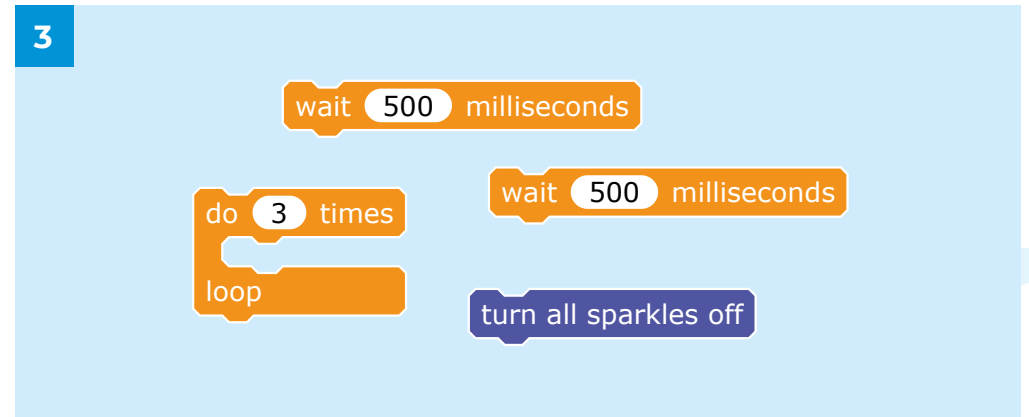 3
wait 500 milliseconds
wait 500 milliseconds
do 3 times
loop
turn all sparkles off